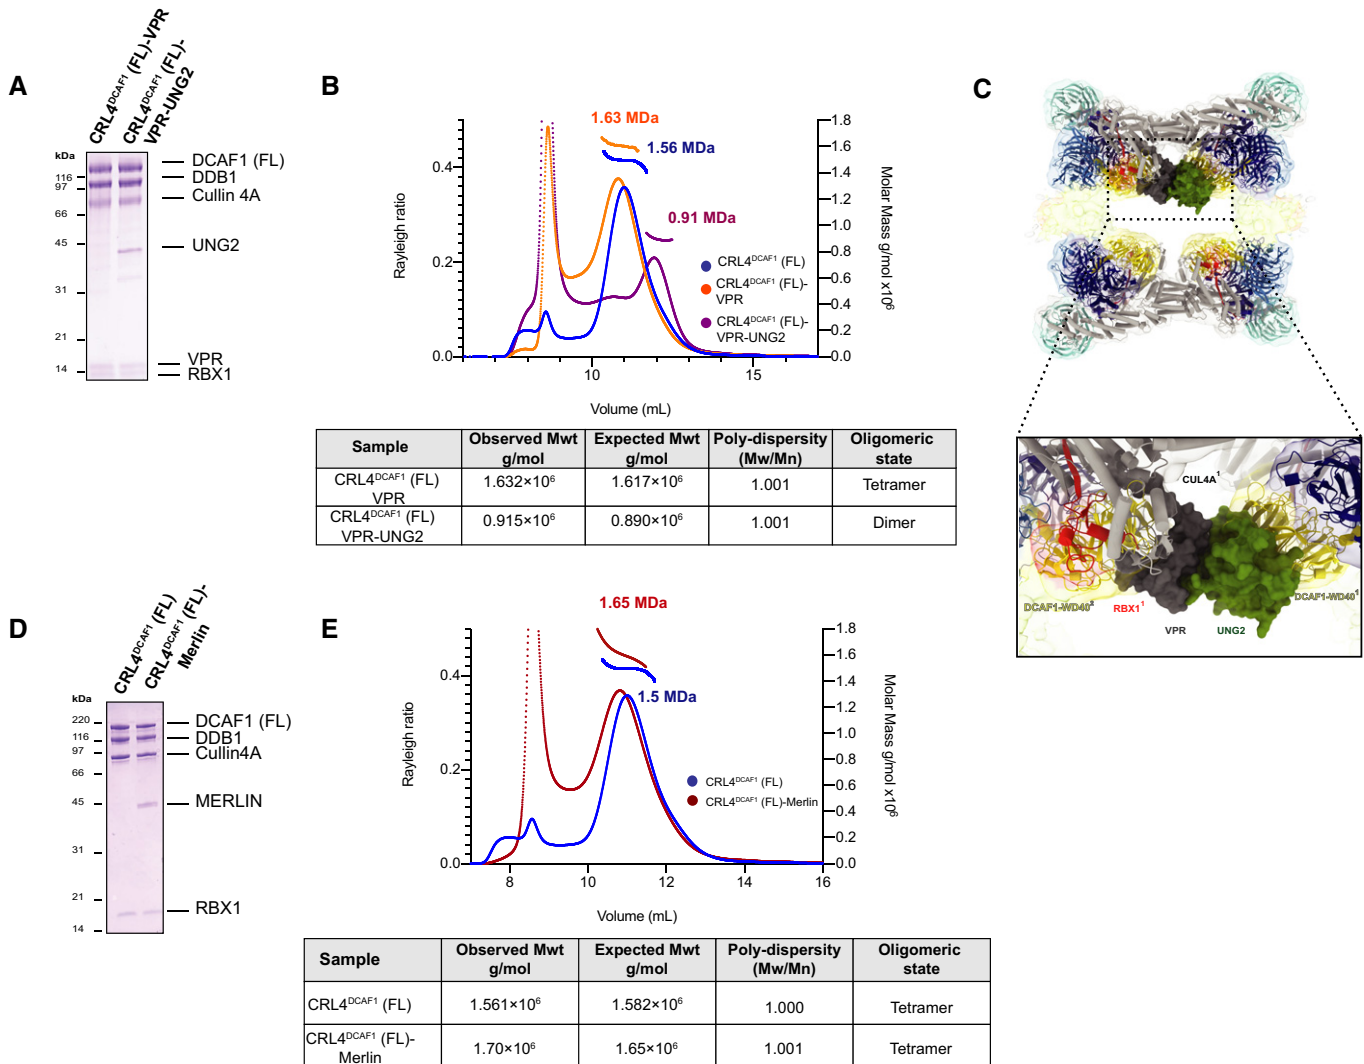 A
CRL4DCAF1 (FL)-VPR
CRL4DCAF1 (FL)-
VPR-UNG2
kDa
116
97
66
45
31
21
14
DCAF1 (FL)
DDB1
Cullin 4A
UNG2
VPR
RBX1
B
1.63 MDa
1.56 MDa
0.91 MDa
Rayleigh ratio
0.4
0.2
0.0
10
15
Volume (mL)
1.8
1.6
1.4
1.2
1.0
0.8
0.6
0.4
0.2
0.0
Molar Mass g/mol x10⁶
CRL4DCAF1 (FL)
CRL4DCAF1 (FL)-
VPR
CRL4DCAF1 (FL)-
VPR-UNG2
Sample Observed Mwt g/mol Expected Mwt g/mol Poly-dispersity (Mw/Mn) Oligomeric state
CRL4DCAF1 (FL) VPR 1.632×10⁶ 1.617×10⁶ 1.001 Tetramer
CRL4DCAF1 (FL) VPR-UNG2 0.915×10⁶ 0.890×10⁶ 1.001 Dimer
C
CUL4A¹
DCAF1-WD40²
RBX1¹
VPR
UNG2
DCAF1-WD40¹
D
CRL4DCAF1 (FL)
CRL4DCAF1 (FL)-
Merlin
kDa
220
116
97
66
45
31
21
14
DCAF1 (FL)
DDB1
Cullin4A
MERLIN
RBX1
E
1.65 MDa
1.5 MDa
Rayleigh ratio
0.4
0.2
0.0
8
10
12
14
16
Volume (mL)
1.8
1.6
1.4
1.2
1.0
0.8
0.6
0.4
0.2
0.0
Molar Mass g/mol x10⁶
CRL4DCAF1 (FL)
CRL4DCAF1 (FL)-Merlin
Sample Observed Mwt g/mol Expected Mwt g/mol Poly-dispersity (Mw/Mn) Oligomeric state
CRL4DCAF1 (FL) 1.561×10⁶ 1.582×10⁶ 1.000 Tetramer
CRL4DCAF1 (FL)- Merlin 1.70×10⁶ 1.65×10⁶ 1.001 Tetramer